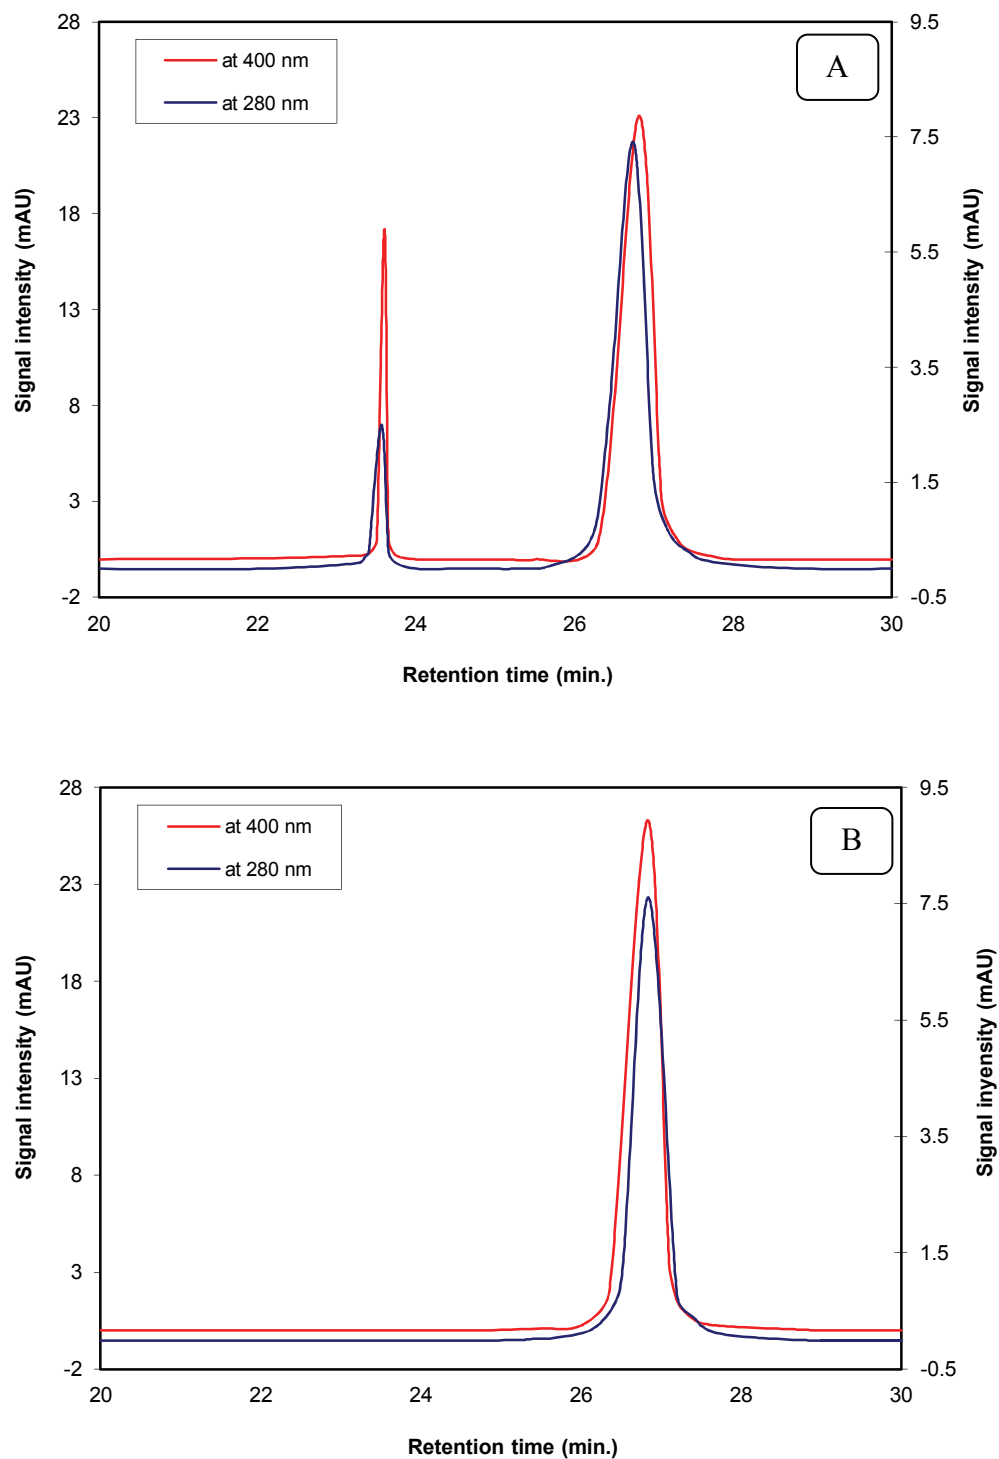 28
23
18
13
8
3
-2
9.5
7.5
5.5
3.5
1.5
-0.5
at 400 nm
at 280 nm
A
Signal intensity (mAU)
Signal intensity (mAU)
20 22 24 26 28 30
Retention time (min.)
28
23
18
13
8
3
-2
9.5
7.5
5.5
3.5
1.5
-0.5
at 400 nm
at 280 nm
B
Signal intensity (mAU)
Signal inyensity (mAU)
20 22 24 26 28 30
Retention time (min.)